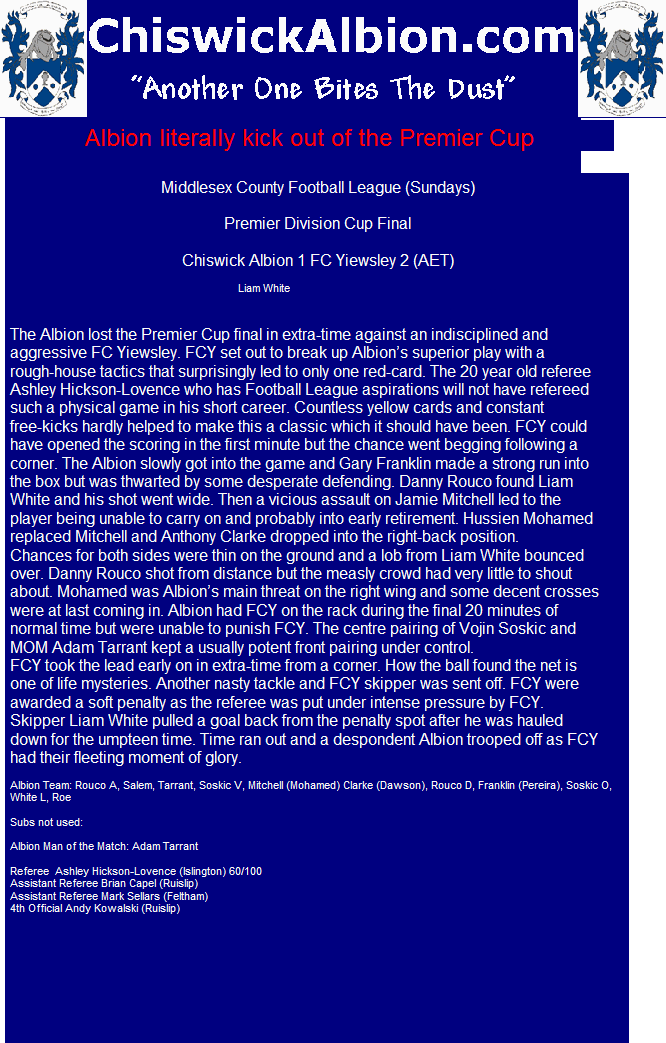 ChiswickAlbion.com
“Another One Bites The Dust”
Albion literally kick out of the Premier Cup
Middlesex County Football League (Sundays)
Premier Division Cup Final
Chiswick Albion 1 FC Yiewsley 2 (AET)
Liam White
The Albion lost the Premier Cup final in extra-time against an indisciplined and
aggressive FC Yiewsley. FCY set out to break up Albion’s superior play with a
rough-house tactics that surprisingly led to only one red-card. The 20 year old referee
Ashley Hickson-Lovence who has Football League aspirations will not have refereed
such a physical game in his short career. Countless yellow cards and constant
free-kicks hardly helped to make this a classic which it should have been. FCY could
have opened the scoring in the first minute but the chance went begging following a
corner. The Albion slowly got into the game and Gary Franklin made a strong run into
the box but was thwarted by some desperate defending. Danny Rouco found Liam
White and his shot went wide. Then a vicious assault on Jamie Mitchell led to the
player being unable to carry on and probably into early retirement. Hussien Mohamed
replaced Mitchell and Anthony Clarke dropped into the right-back position.
Chances for both sides were thin on the ground and a lob from Liam White bounced
over. Danny Rouco shot from distance but the measly crowd had very little to shout
about. Mohamed was Albion’s main threat on the right wing and some decent crosses
were at last coming in. Albion had FCY on the rack during the final 20 minutes of
normal time but were unable to punish FCY. The centre pairing of Vojin Soskic and
MOM Adam Tarrant kept a usually potent front pairing under control.
FCY took the lead early on in extra-time from a corner. How the ball found the net is
one of life mysteries. Another nasty tackle and FCY skipper was sent off. FCY were
awarded a soft penalty as the referee was put under intense pressure by FCY.
Skipper Liam White pulled a goal back from the penalty spot after he was hauled
down for the umpteen time. Time ran out and a despondent Albion trooped off as FCY
had their fleeting moment of glory.
Albion Team: Rouco A, Salem, Tarrant, Soskic V, Mitchell (Mohamed) Clarke (Dawson), Rouco D, Franklin (Pereira), Soskic O,
White L, Roe
Subs not used:
Albion Man of the Match: Adam Tarrant
Referee  Ashley Hickson-Lovence (Islington) 60/100
Assistant Referee Brian Capel (Ruislip)
Assistant Referee Mark Sellars (Feltham)
4th Official Andy Kowalski (Ruislip)